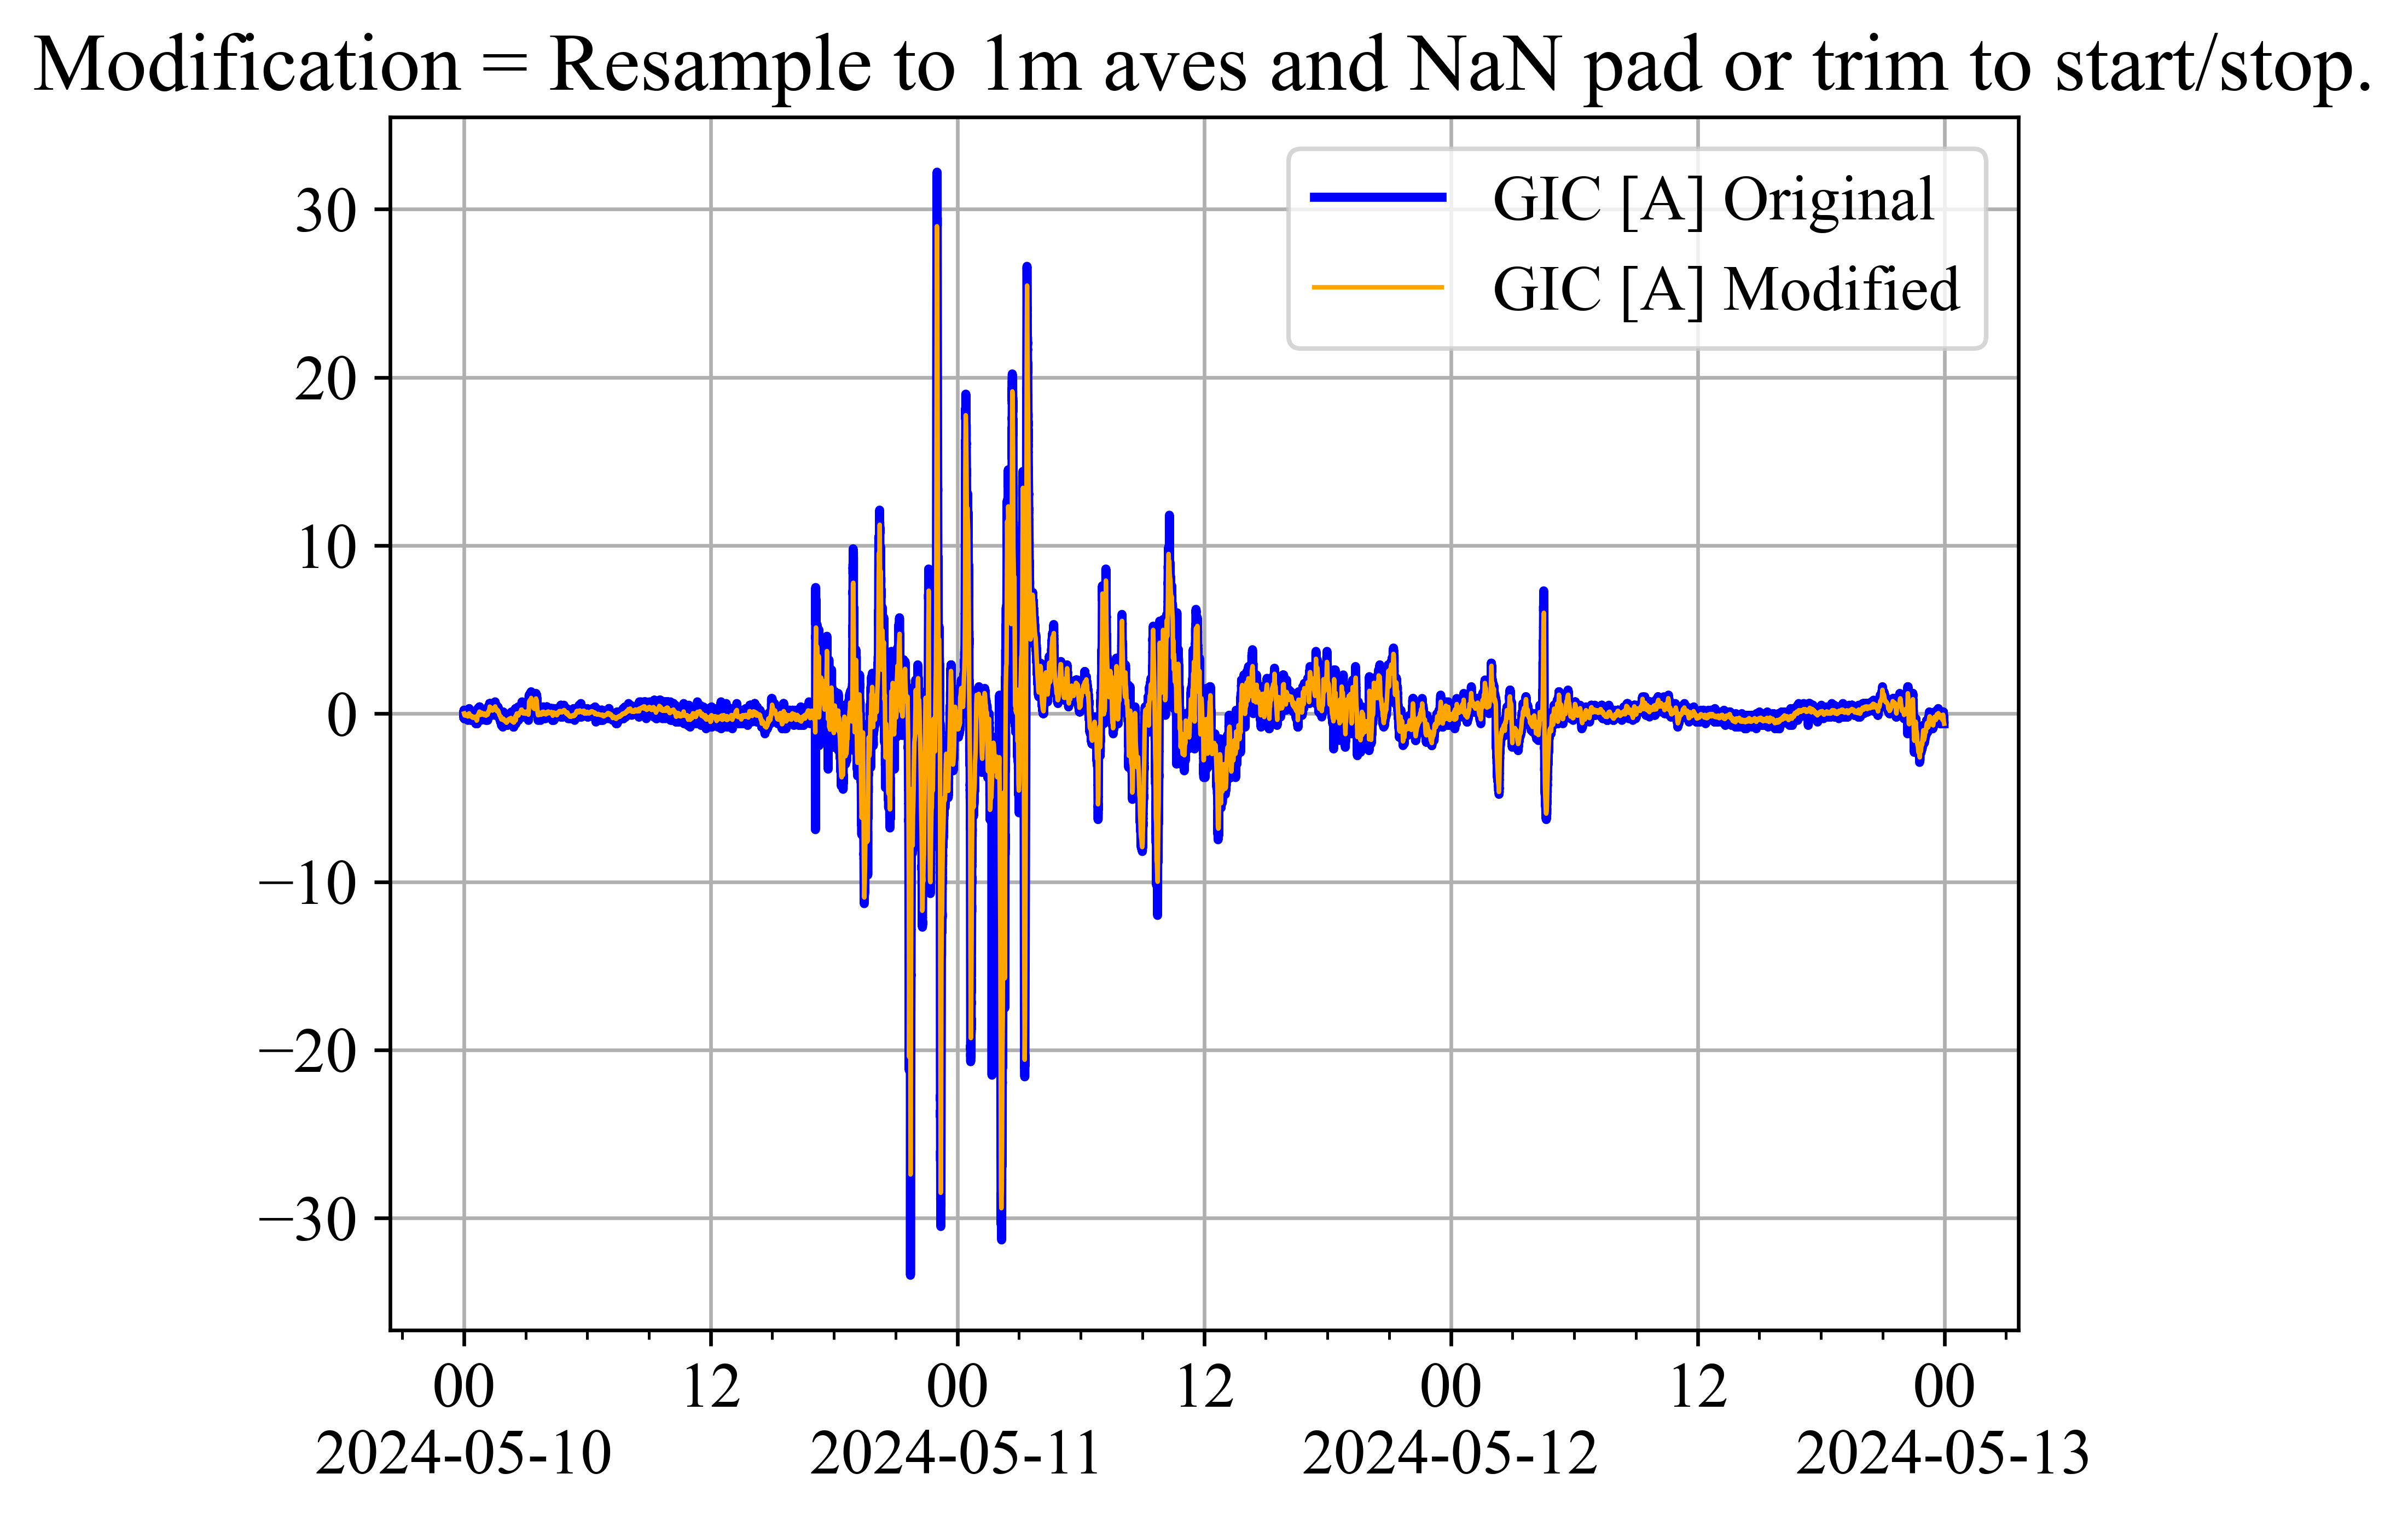 Modification = Resample to 1m aves and NaN pad or trim to start/stop.
GIC [A] Original
GIC [A] Modified
30
20
10
0
−10
−20
−30
00 12 00 12 00 12 00
2024-05-10 2024-05-11 2024-05-12 2024-05-13